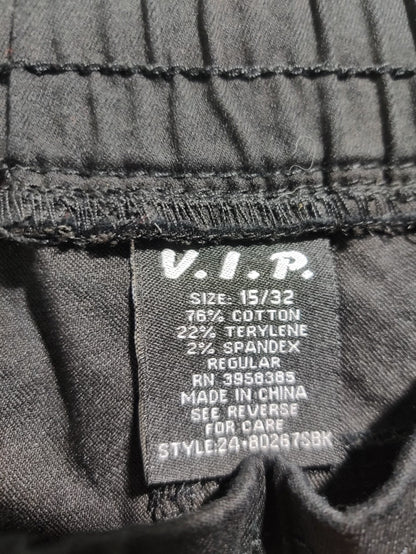 V.I.P.
SIZE: 15/32
76% COTTON
22% TERYLENE
2% SPANDEX
REGULAR
RN 3958385
MADE IN CHINA
SEE REVERSE
FOR CARE
STYLE:24-80267SBK